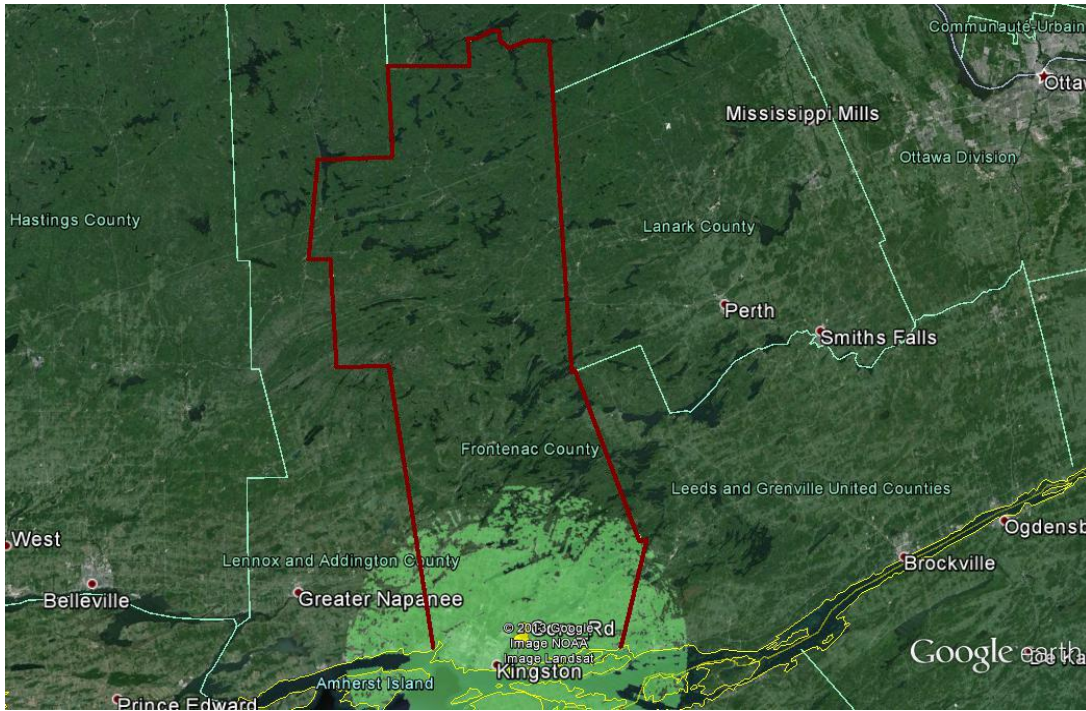 Communauté-Urbain
Ottaw
Mississippi Mills
Ottawa Division
Hastings County
Lanark County
Perth
Smiths Falls
Frontenac County
Leeds and Grenville United Counties
Ogdensb
West
Brockville
Lennox and Addington County
Belleville
Greater Napanee
© 2013 Google
Rd
Image NOAA
Image Landsat
Google earth
De Ka
Kingston
Amherst Island
Prince Edward